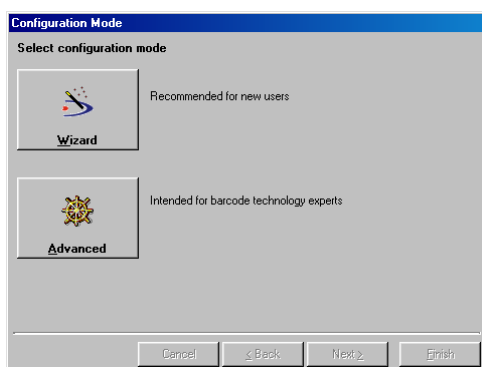 Configuration Mode
Select configuration mode
Recommended for new users
Wizard
Intended for barcode technology experts
Advanced
Cancel < Back Next > Finish